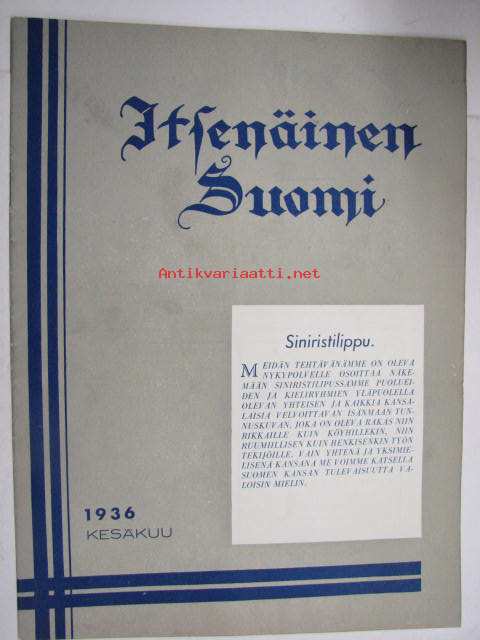 Itsenäinen
Suomi
Antikvariaatti.net
Siniristilippu.
MEIDÄN TEHTÄVÄNÄMME ON OLEVA
NYKYPOLVELLE OSOITTAA NÄKE-
MÄÄN SINIRISTILIPUSSAMME PUOLUEI-
DEN JA KIELIRYHMIEN YLÄPUOLELLA
OLEVAN YHTEISEN JA KAIKKIA KANSA-
LAISIA VELVOITTAVAN ISÄNMAAN TUN-
NUSKUVAN, JOKA ON OLEVA RAKAS NIIN
RIKKAILLE KUIN KÖYHILLEKIN, NIIN
RUUMIILLISEN KUIN HENKISENKIN TYÖN
TEKIJÖILLE. VAIN YHTENÄ JA YKSIMIE-
LISENÄ KANSANA ME VOIMME KATSELLA
SUOMEN KANSAN TULEVAISUUTTA VA-
LOISIN MIELIN.
1936
KESÄKUU